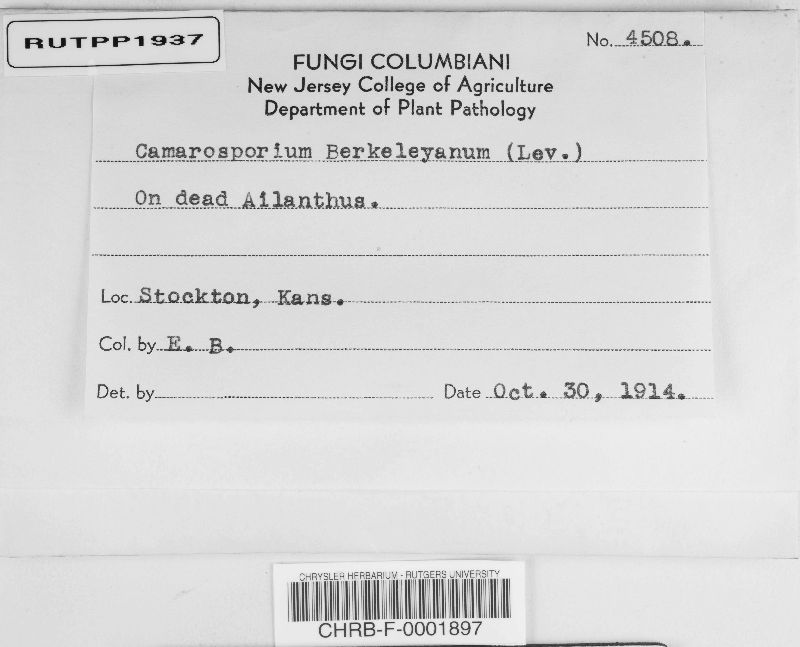 RUTPP1937
No. 4508.
FUNGI COLUMBIANI
New Jersey College of Agriculture
Department of Plant Pathology
Camarosporium Berkeleyanum (Lev.)
On dead Ailanthus.
Loc. Stockton, Kans.
Col. by E. B.
Det. by Date Oct. 30, 1914.
CHRYSLER HERBARIUM - RUTGERS UNIVERSITY
CHRB-F-0001897